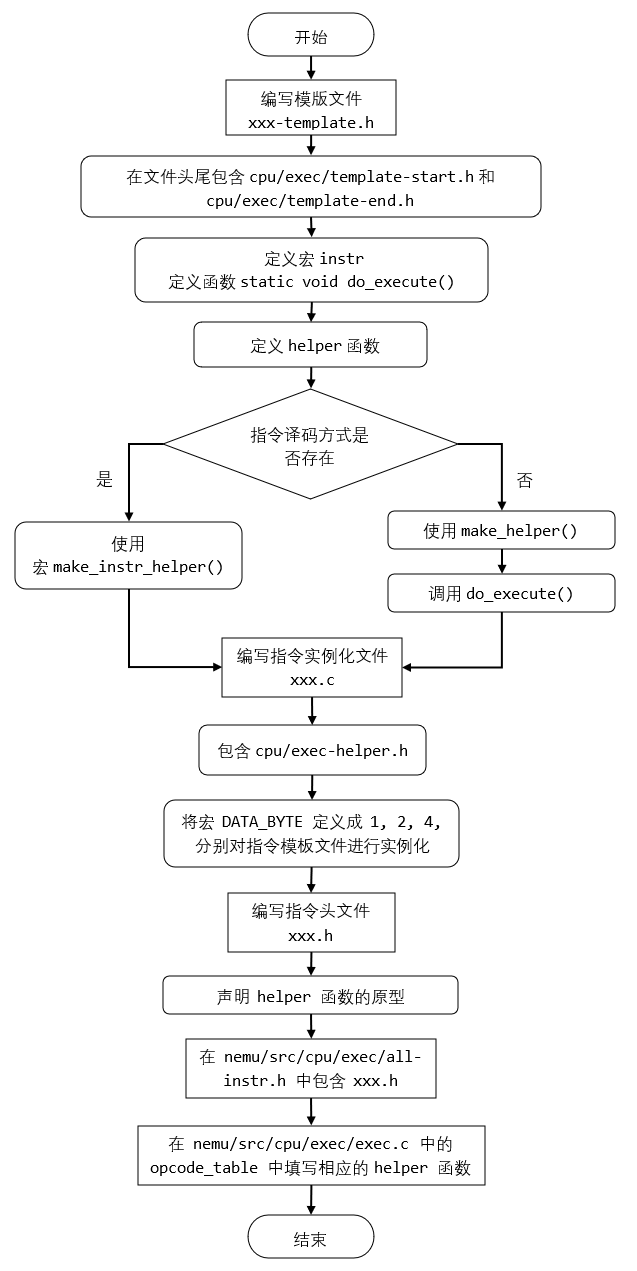 开始
编写模版文件
xxx-template.h
在文件头尾包含 cpu/exec/template-start.h 和
cpu/exec/template-end.h
定义宏 instr
定义函数 static void do_execute()
定义 helper 函数
指令译码方式是
否存在
是
否
使用
宏 make_instr_helper()
使用 make_helper()
调用 do_execute()
编写指令实例化文件
xxx.c
包含 cpu/exec-helper.h
将宏 DATA_BYTE 定义成 1, 2, 4,
分别对指令模板文件进行实例化
编写指令头文件
xxx.h
声明 helper 函数的原型
在 nemu/src/cpu/exec/all-
instr.h 中包含 xxx.h
在 nemu/src/cpu/exec/exec.c 中的
opcode_table 中填写相应的 helper 函数
结束